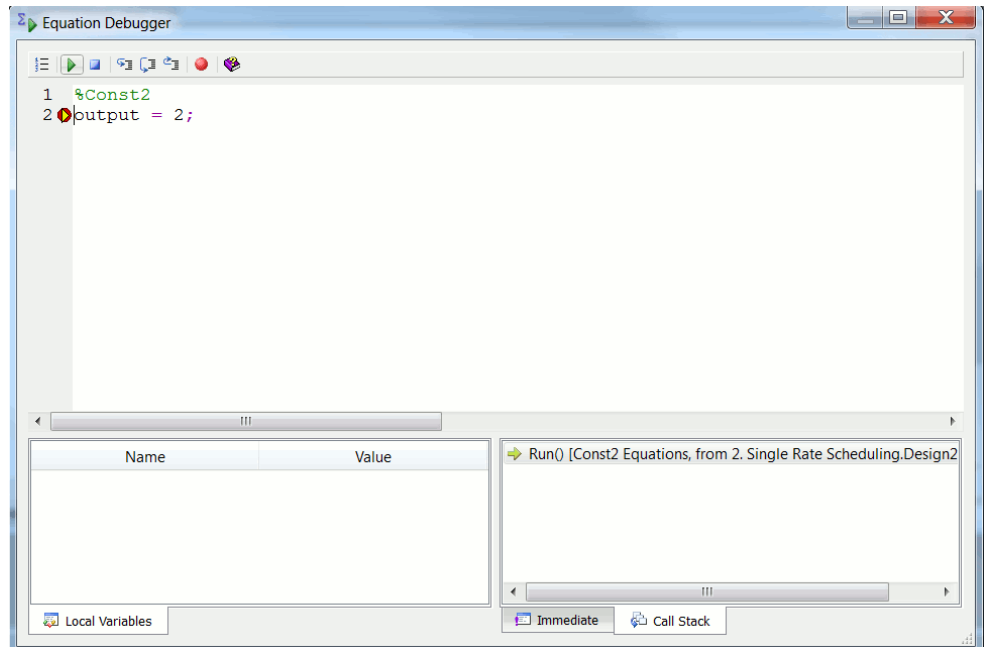 Equation Debugger
1 %Const2
2 output = 2;
Name Value
Run() [Const2 Equations, from 2. Single Rate Scheduling.Design2
Local Variables
Immediate Call Stack